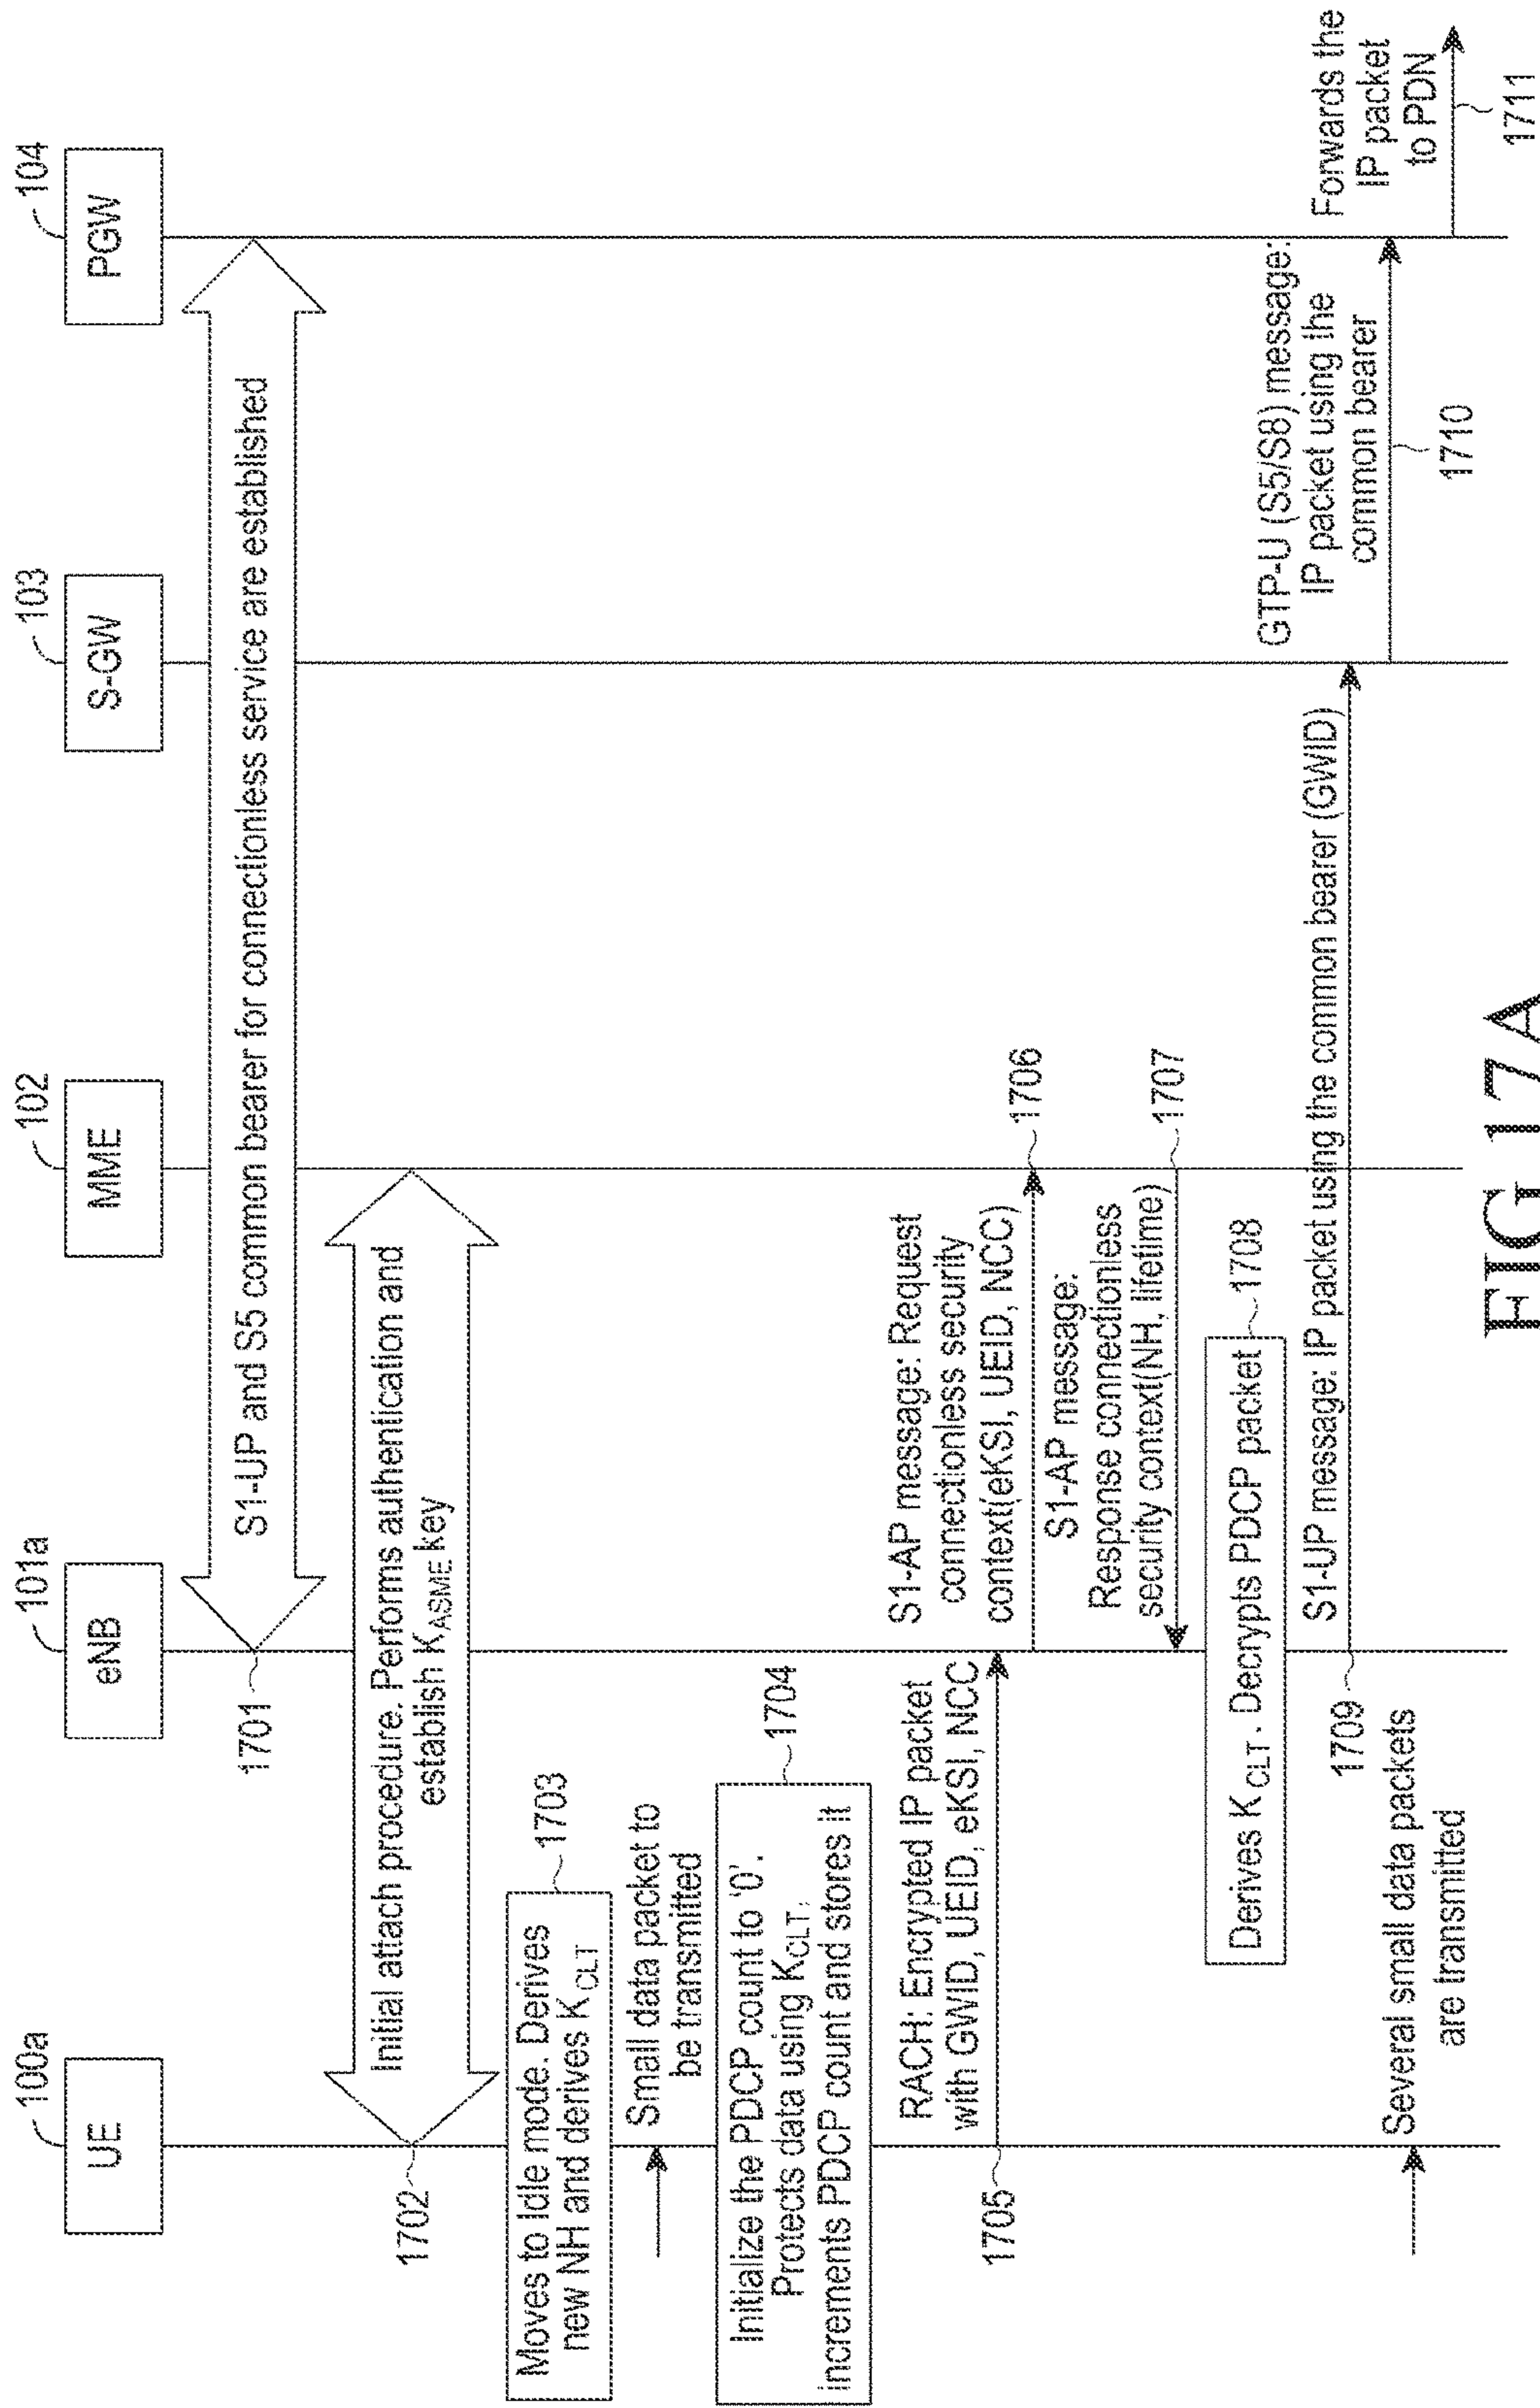 100a
101a
102
103
104
UE
eNB
MME
S-GW
PGW
1701
S1-UP and S5 common bearer for connectionless service are established
1702
Initial attach procedure. Performs authentication and
establish KASME key
Moves to Idle mode. Derives
new NH and derives KCLT
1703
Small data packet to
be transmitted
Initialize the PDCP count to '0'.
Protects data using KCLT,
increments PDCP count and stores it
1704
RACH: Encrypted IP packet
with GWID, UEID, eKSI, NCC
1705
S1-AP message: Request
connectionless security
context(eKSI, UEID, NCC)
1706
S1-AP message:
Response connectionless
security context(NH, lifetime)
1707
Derives KCLT. Decrypts PDCP packet
1708
S1-UP message: IP packet using the common bearer (GWID)
1709
GTP-U (S5/S8) message:
IP packet using the
common bearer
1710
Forwards the
IP packet
to PDN
1711
Several small data packets
are transmitted
FIG 17A